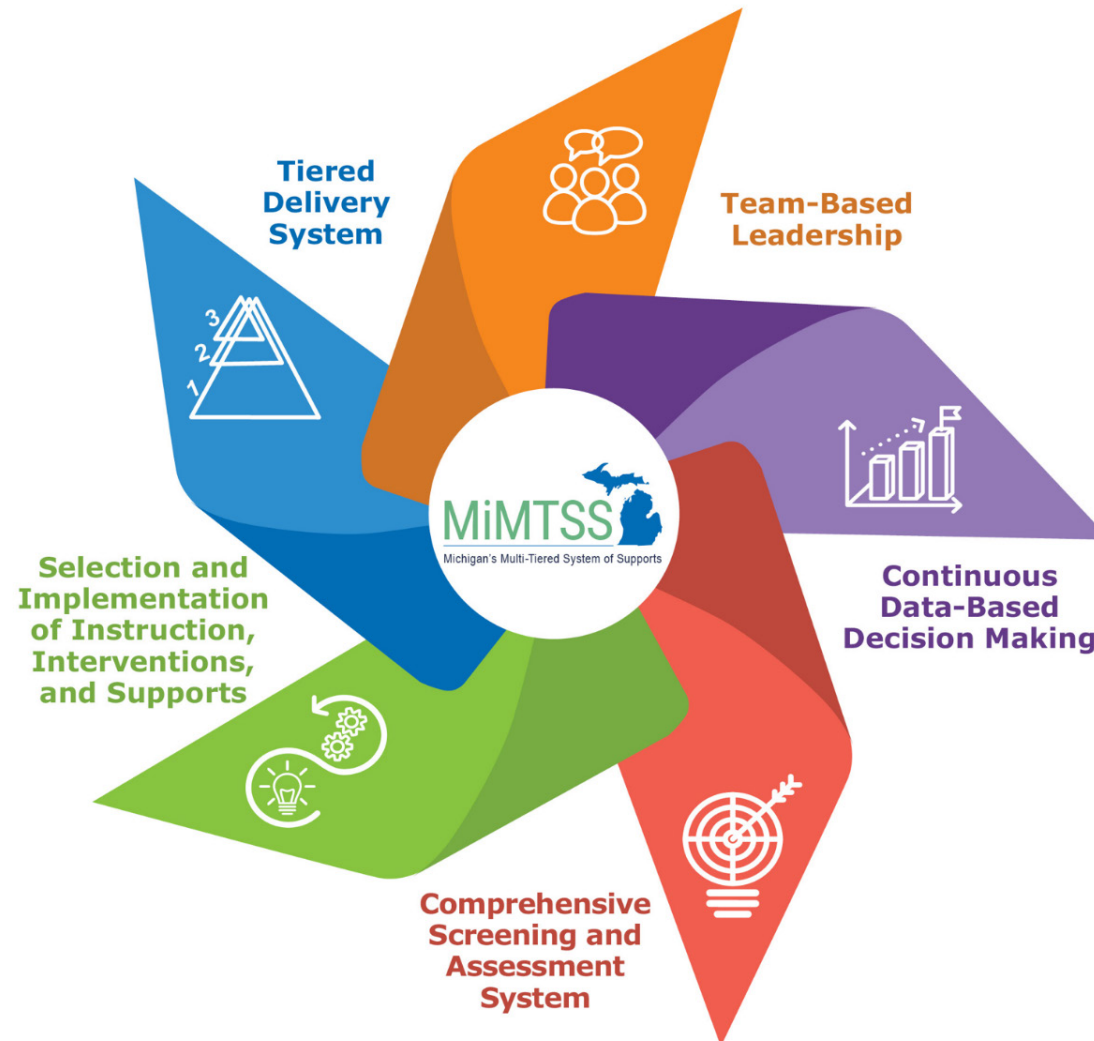 Tiered
Delivery
System
Team-Based
Leadership
3
2
1
MiMTSS
Michigan's Multi-Tiered System of Supports
Continuous
Data-Based
Decision Making
Selection and
Implementation
of Instruction,
Interventions,
and Supports
Comprehensive
Screening and
Assessment
System